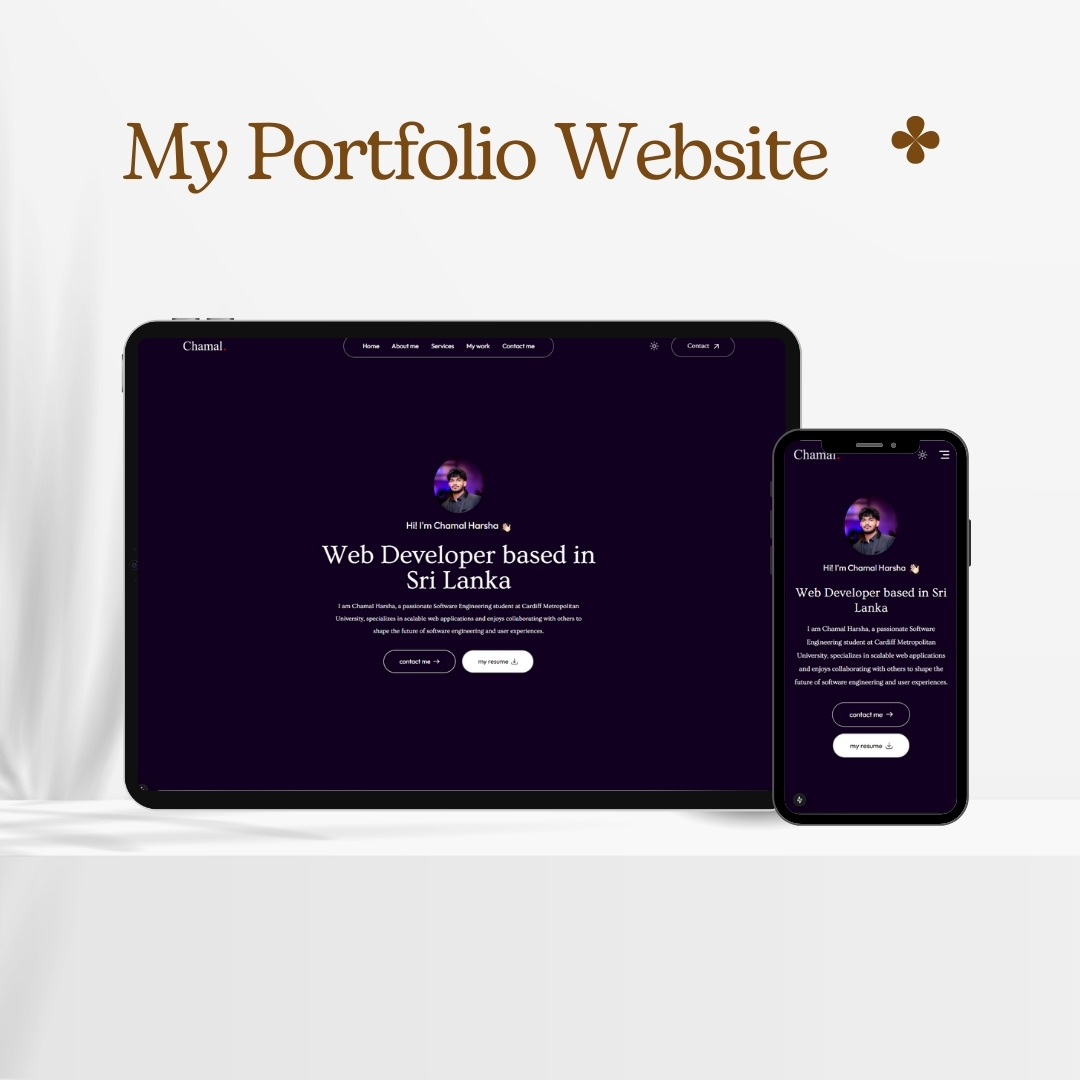 My Portfolio Website
Chamal.
Home About me Services My work Contact me
Contact
Hi! I'm Chamal Harsha 👋🏻
Web Developer based in
Sri Lanka
I am Chamal Harsha, a passionate Software Engineering student at Cardiff Metropolitan
University, specializes in scalable web applications and enjoys collaborating with others to
shape the future of software engineering and user experiences.
contact me →
my resume
Chamal.
Hi! I'm Chamal Harsha 👋🏻
Web Developer based in Sri
Lanka
I am Chamal Harsha, a passionate Software
Engineering student at Cardiff Metropolitan
University, specializes in scalable web applications
and enjoys collaborating with others to shape the
future of software engineering and user experiences.
contact me →
my resume